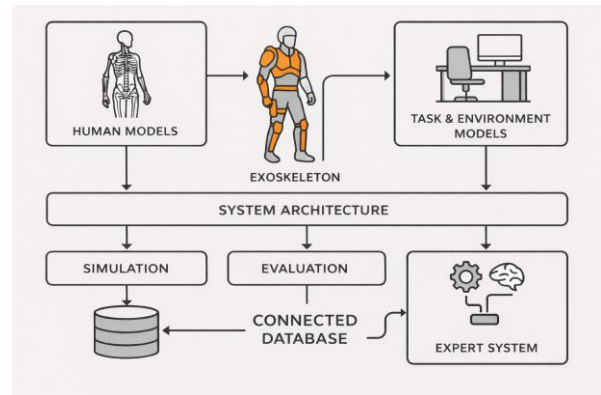 HUMAN MODELS
EXOSKELETON
TASK & ENVIRONMENT
MODELS
SYSTEM ARCHITECTURE
SIMULATION
EVALUATION
CONNECTED
DATABASE
EXPERT SYSTEM